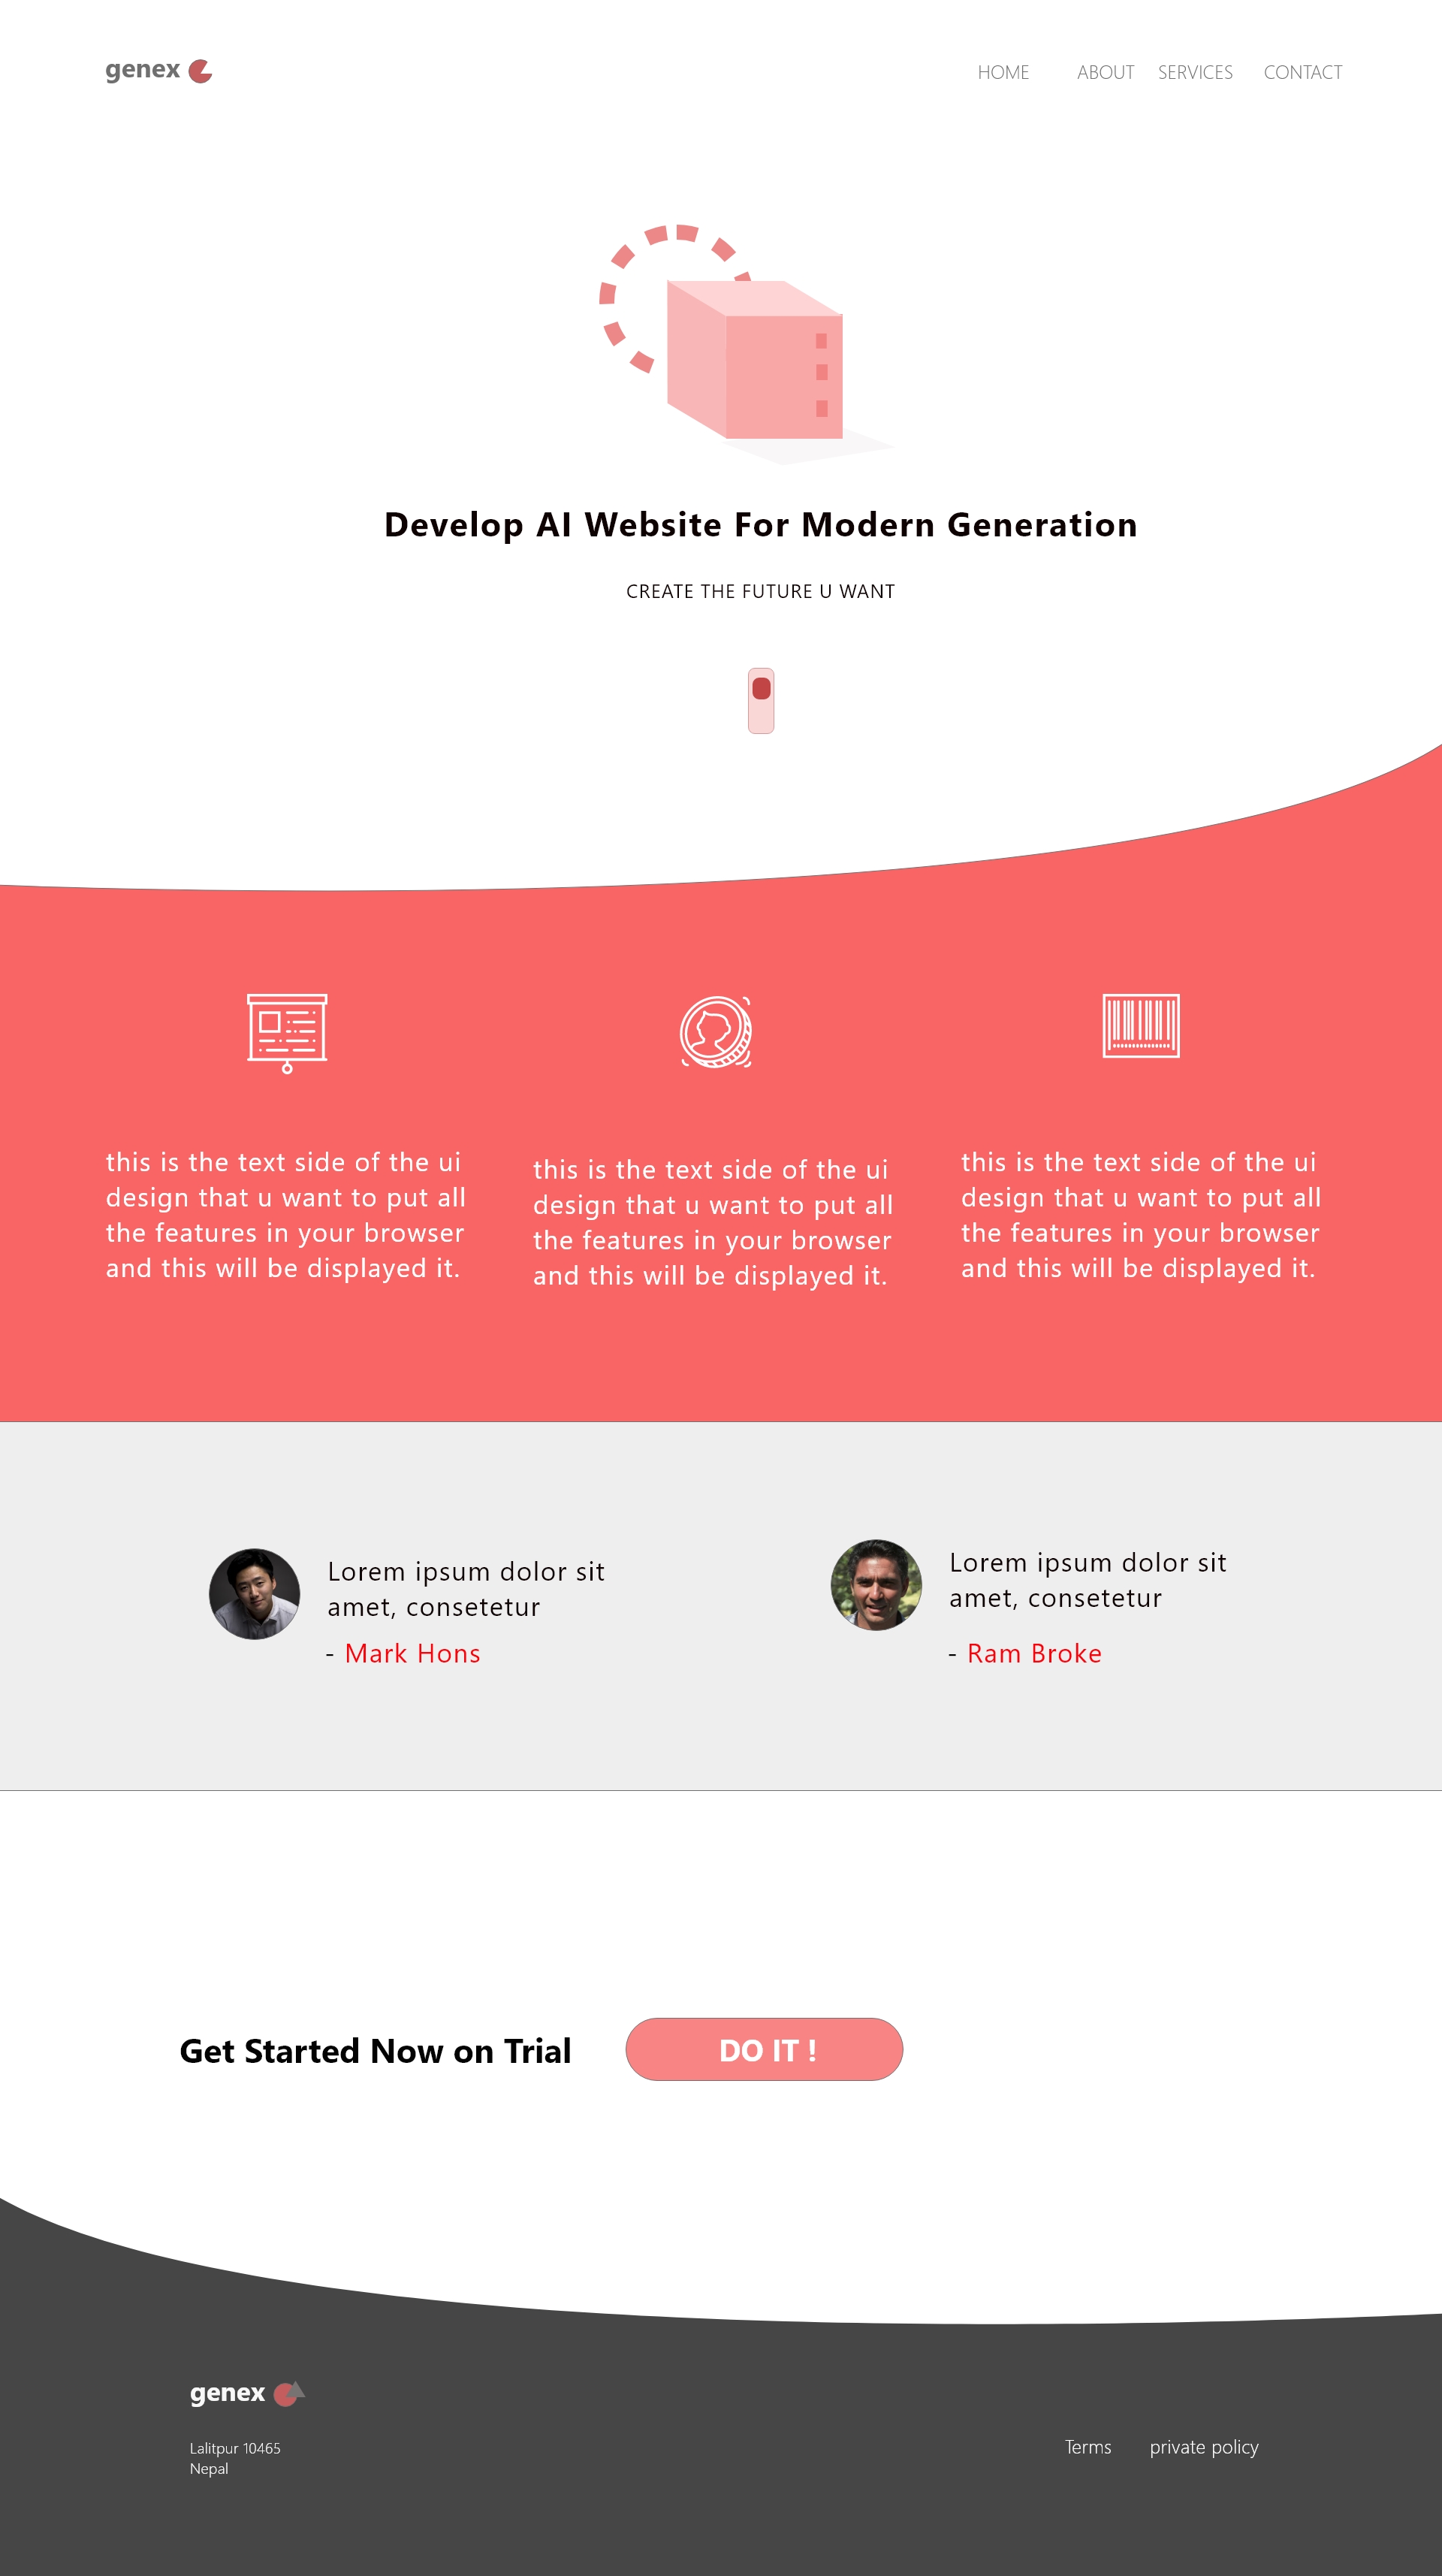 genex
HOME ABOUT SERVICES CONTACT
Develop AI Website For Modern Generation
CREATE THE FUTURE U WANT
this is the text side of the ui
design that u want to put all
the features in your browser
and this will be displayed it.
this is the text side of the ui
design that u want to put all
the features in your browser
and this will be displayed it.
this is the text side of the ui
design that u want to put all
the features in your browser
and this will be displayed it.
Lorem ipsum dolor sit
amet, consetetur
- Mark Hons
Lorem ipsum dolor sit
amet, consetetur
- Ram Broke
Get Started Now on Trial
DO IT !
genex
Lalitpur 10465
Nepal
Terms private policy